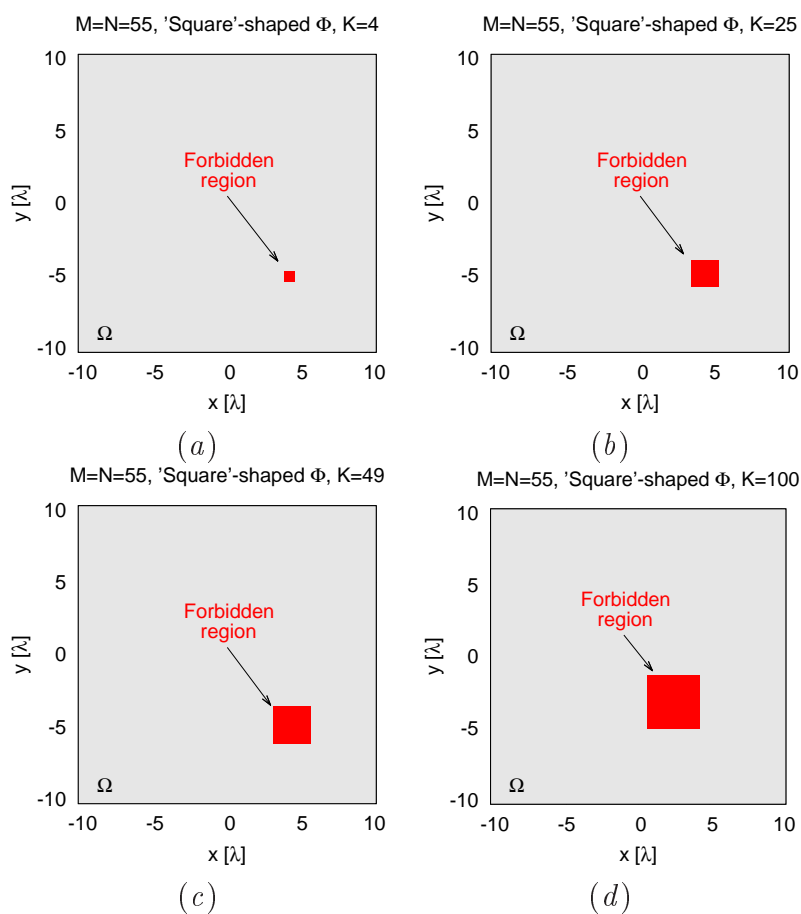 M=N=55, 'Square'-shaped Φ, K=4
10
5
0
-5
-10
y [λ]
Forbidden
region
Ω
-10 -5 0 5 10
x [λ]
(a)
M=N=55, 'Square'-shaped Φ, K=25
10
5
0
-5
-10
y [λ]
Forbidden
region
Ω
-10 -5 0 5 10
x [λ]
(b)
M=N=55, 'Square'-shaped Φ, K=49
10
5
0
-5
-10
y [λ]
Forbidden
region
Ω
-10 -5 0 5 10
x [λ]
(c)
M=N=55, 'Square'-shaped Φ, K=100
10
5
0
-5
-10
y [λ]
Forbidden
region
Ω
-10 -5 0 5 10
x [λ]
(d)